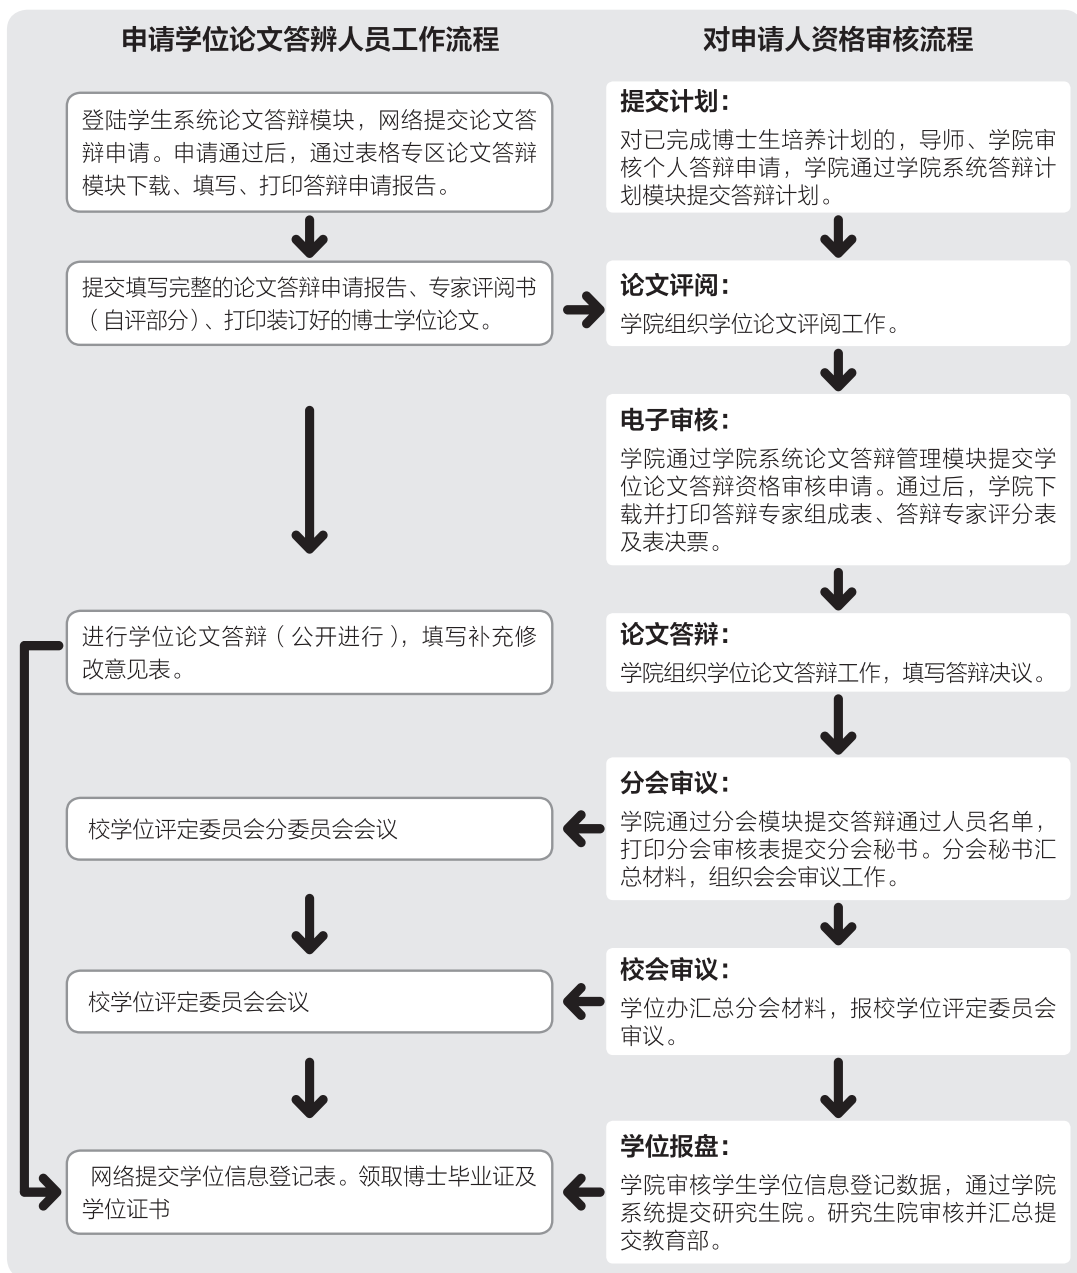 申请学位论文答辨人员工作流程
登陆学生系统论文答辩模块，网络提交论文答
辩申请。申请通过后，通过表格专区论文答辩
模块下载、填写、打印答辩申请报告。
提交填写完整的论文答辩申请报告、专家评阅书
（自评部分）、打印装订好的博士学位论文。
进行学位论文答辩（公开进行），填写补充修
改意见表。
校学位评定委员会分委员会会议
校学位评定委员会会议
网络提交学位信息登记表。领取博士毕业证及
学位证书
对申请人资格审核流程
提交计划：
对已完成博士生培养计划的，导师、学院审
核个人答辩申请，学院通过学院系统答辩计
划模块提交答辩计划。
论文评阅：
学院组织学位论文评阅工作。
电子审核：
学院通过学院系统论文答辩管理模块提交学
位论文答辩资格审核申请。通过后，学院下
载并打印答辩专家组成表、答辩专家评分表
及表决票。
论文答辩：
学院组织学位论文答辩工作，填写答辩决议。
分会审议：
学院通过分会模块提交答辩通过人员名单，
打印分会审核表提交分会秘书。分会秘书汇
总材料，组织会会审议工作。
校会审议：
学位办汇总分会材料，报校学位评定委员会
审议。
学位报盘：
学院审核学生学位信息登记数据，通过学院
系统提交研究生院。研究生院审核并汇总提
交教育部。